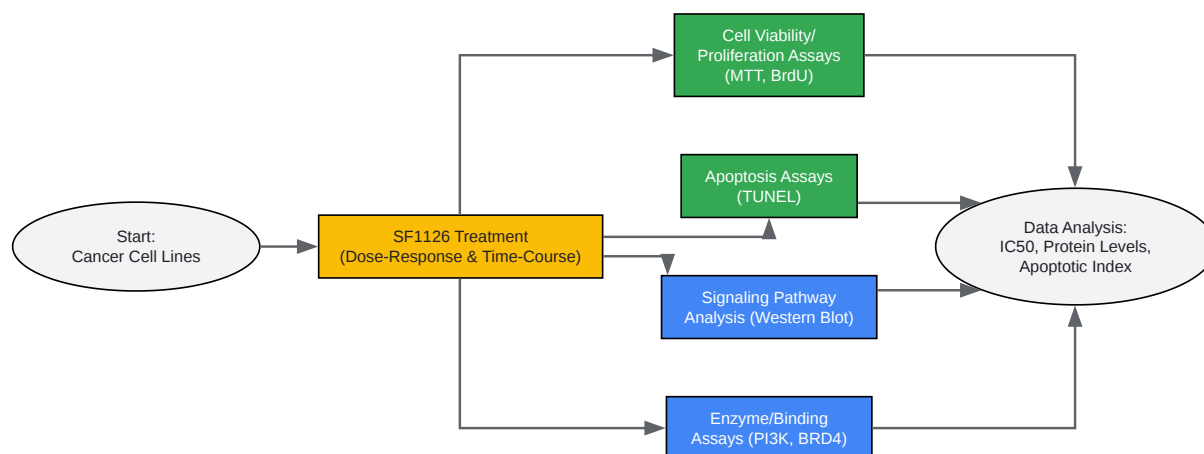 Start:
Cancer Cell Lines
SF1126 Treatment
(Dose-Response & Time-Course)
Cell Viability/
Proliferation Assays
(MTT, BrdU)
Apoptosis Assays
(TUNEL)
Signaling Pathway
Analysis (Western Blot)
Enzyme/Binding
Assays (PI3K, BRD4)
Data Analysis:
IC50, Protein Levels,
Apoptotic Index